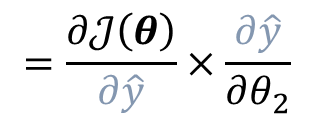 = ∂𝒥(𝜽)/∂ŷ × ∂ŷ/∂θ₂